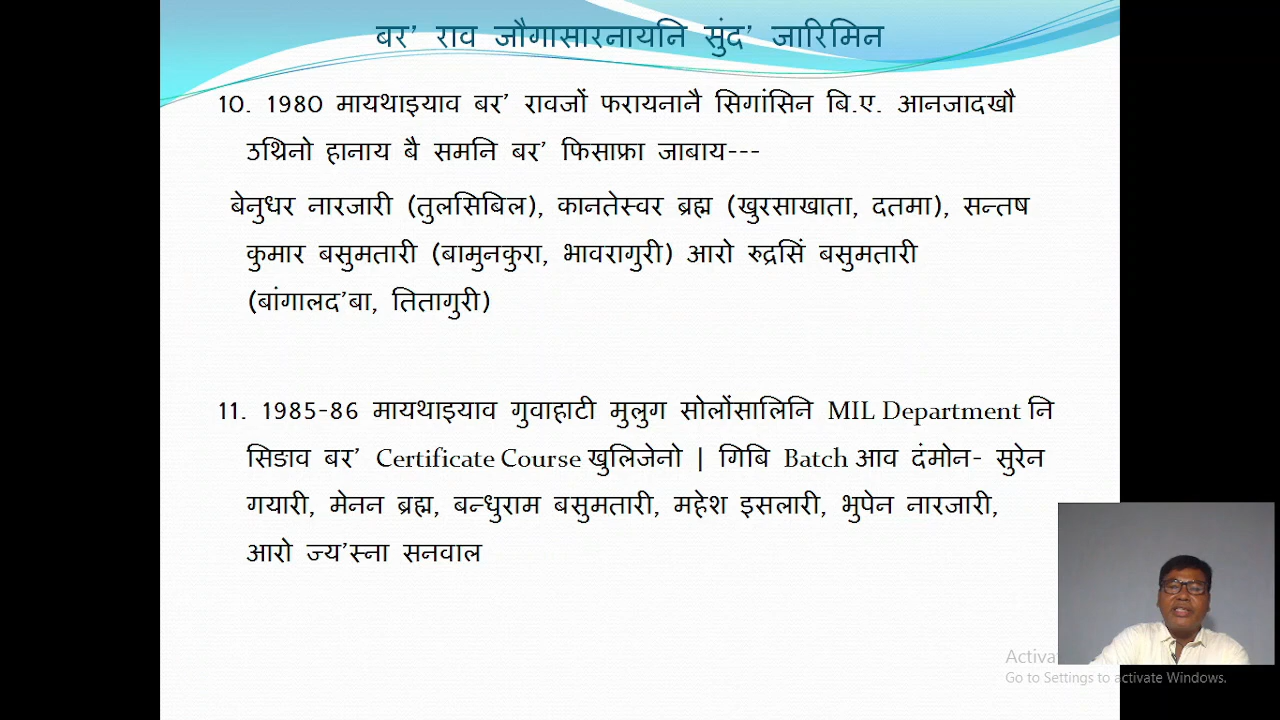 बर’ राव जौगासारनायनि सुंद’ जारिमिन
10. 1980 मायथाइयाव बर’ रावजों फरायनानै सिगांसिन बि.ए. आनजादखौ
उथ्रिनो हानाय बै समनि बर’ फिसाफ्रा जाबाय---
बेनुधर नारजारी (तुलसिबिल), कानतेस्वर ब्रह्म (खुरसाखाता, दतमा), सन्तष
कुमार बसुमतारी (बामुनकुरा, भावरागुरी) आरो रुद्रसिं बसुमतारी
(बांगालद’बा, तितागुरी)
11. 1985-86 मायथाइयाव गुवाहाटी मुलुग सोलोंसालिनि MIL Department नि
सिङाव बर’ Certificate Course खुलिजेनो | गिबि Batch आव दंमोन- सुरेन
गयारी, मेनन ब्रह्म, बन्धुराम बसुमतारी, महेश इसलारी, भुपेन नारजारी,
आरो ज्य’स्ना सनवाल
Go to Settings to activate Windows.